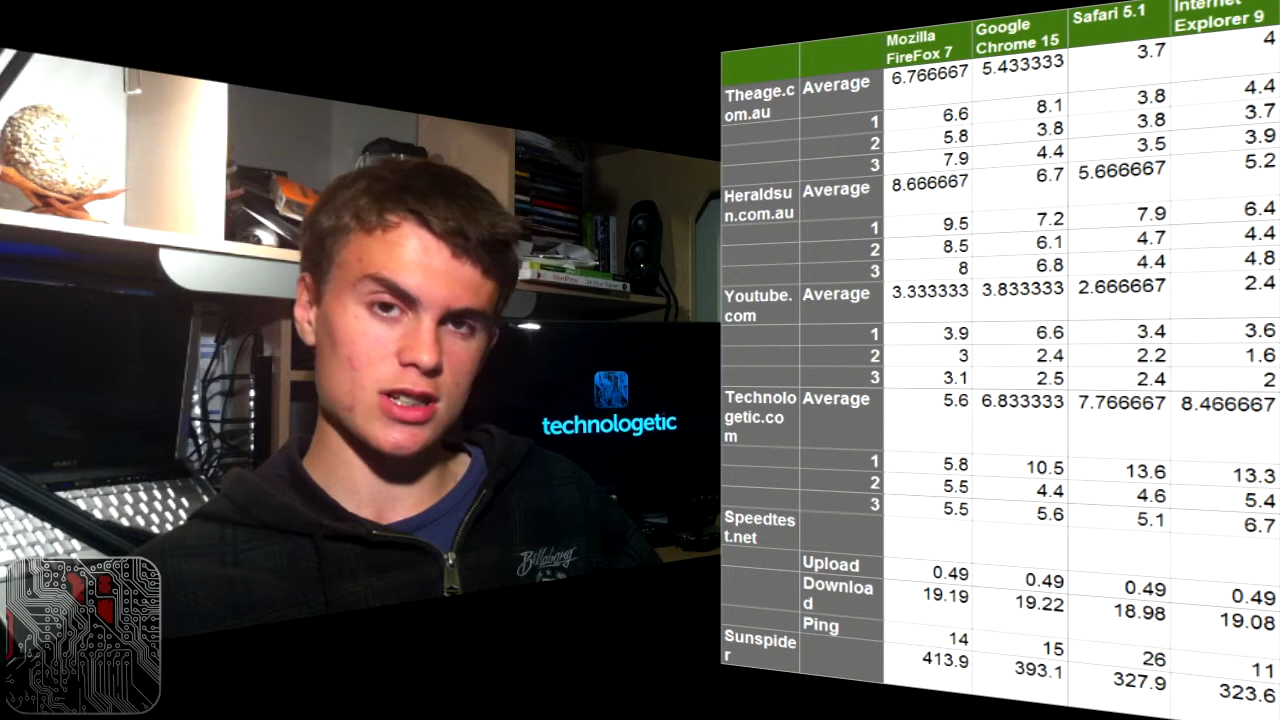 Mozilla
FireFox 7
Google
Chrome 15
Safari 5.1
Internet
Explorer 9
Theage.c
om.au
Average
6.766667
5.433333
3.7
4
1
6.6
8.1
3.8
4.4
2
5.8
3.8
3.8
3.7
3
7.9
4.4
3.5
3.9
Heraldsu
n.com.au
Average
8.666667
6.7
5.666667
5.2
1
9.5
7.2
7.9
6.4
2
8.5
6.1
4.7
4.4
3
8
6.8
4.4
4.8
Youtube.
com
Average
3.333333
3.833333
2.666667
2.4
1
3.9
6.6
3.4
3.6
2
3
2.4
2.2
1.6
3
3.1
2.5
2.4
2
Technolo
getic.co
m
Average
5.6
6.833333
7.766667
8.466667
1
5.8
10.5
13.6
13.3
2
5.5
4.4
4.6
5.4
3
5.5
5.6
5.1
6.7
Speedtes
t.net
Upload
0.49
0.49
0.49
0.49
Downloa
d
19.19
19.22
18.98
19.08
Ping
14
15
26
11
Sunspide
r
413.9
393.1
327.9
323.6
technologetic
Billabong
WordPress